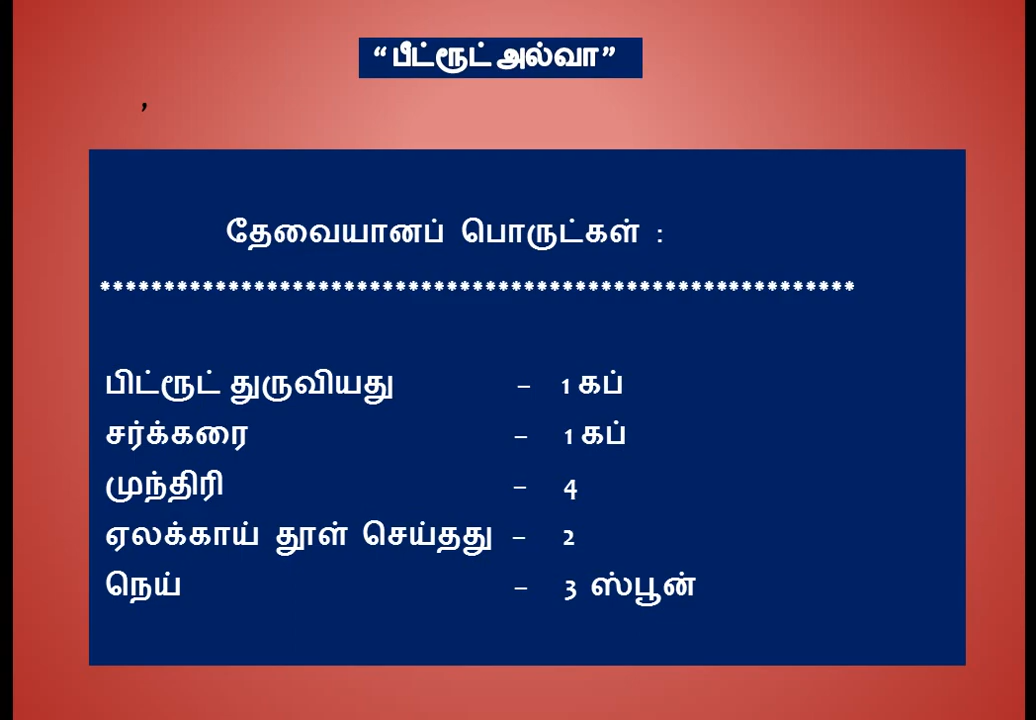 “ பீட்ரூட் அல்வா ”
,
தேவையானப் பொருட்கள் :
***********************************************************
பிட்ரூட் துருவியது – 1 கப்
சர்க்கரை – 1 கப்
முந்திரி – 4
ஏலக்காய் தூள் செய்தது – 2
நெய் – 3 ஸ்பூன்